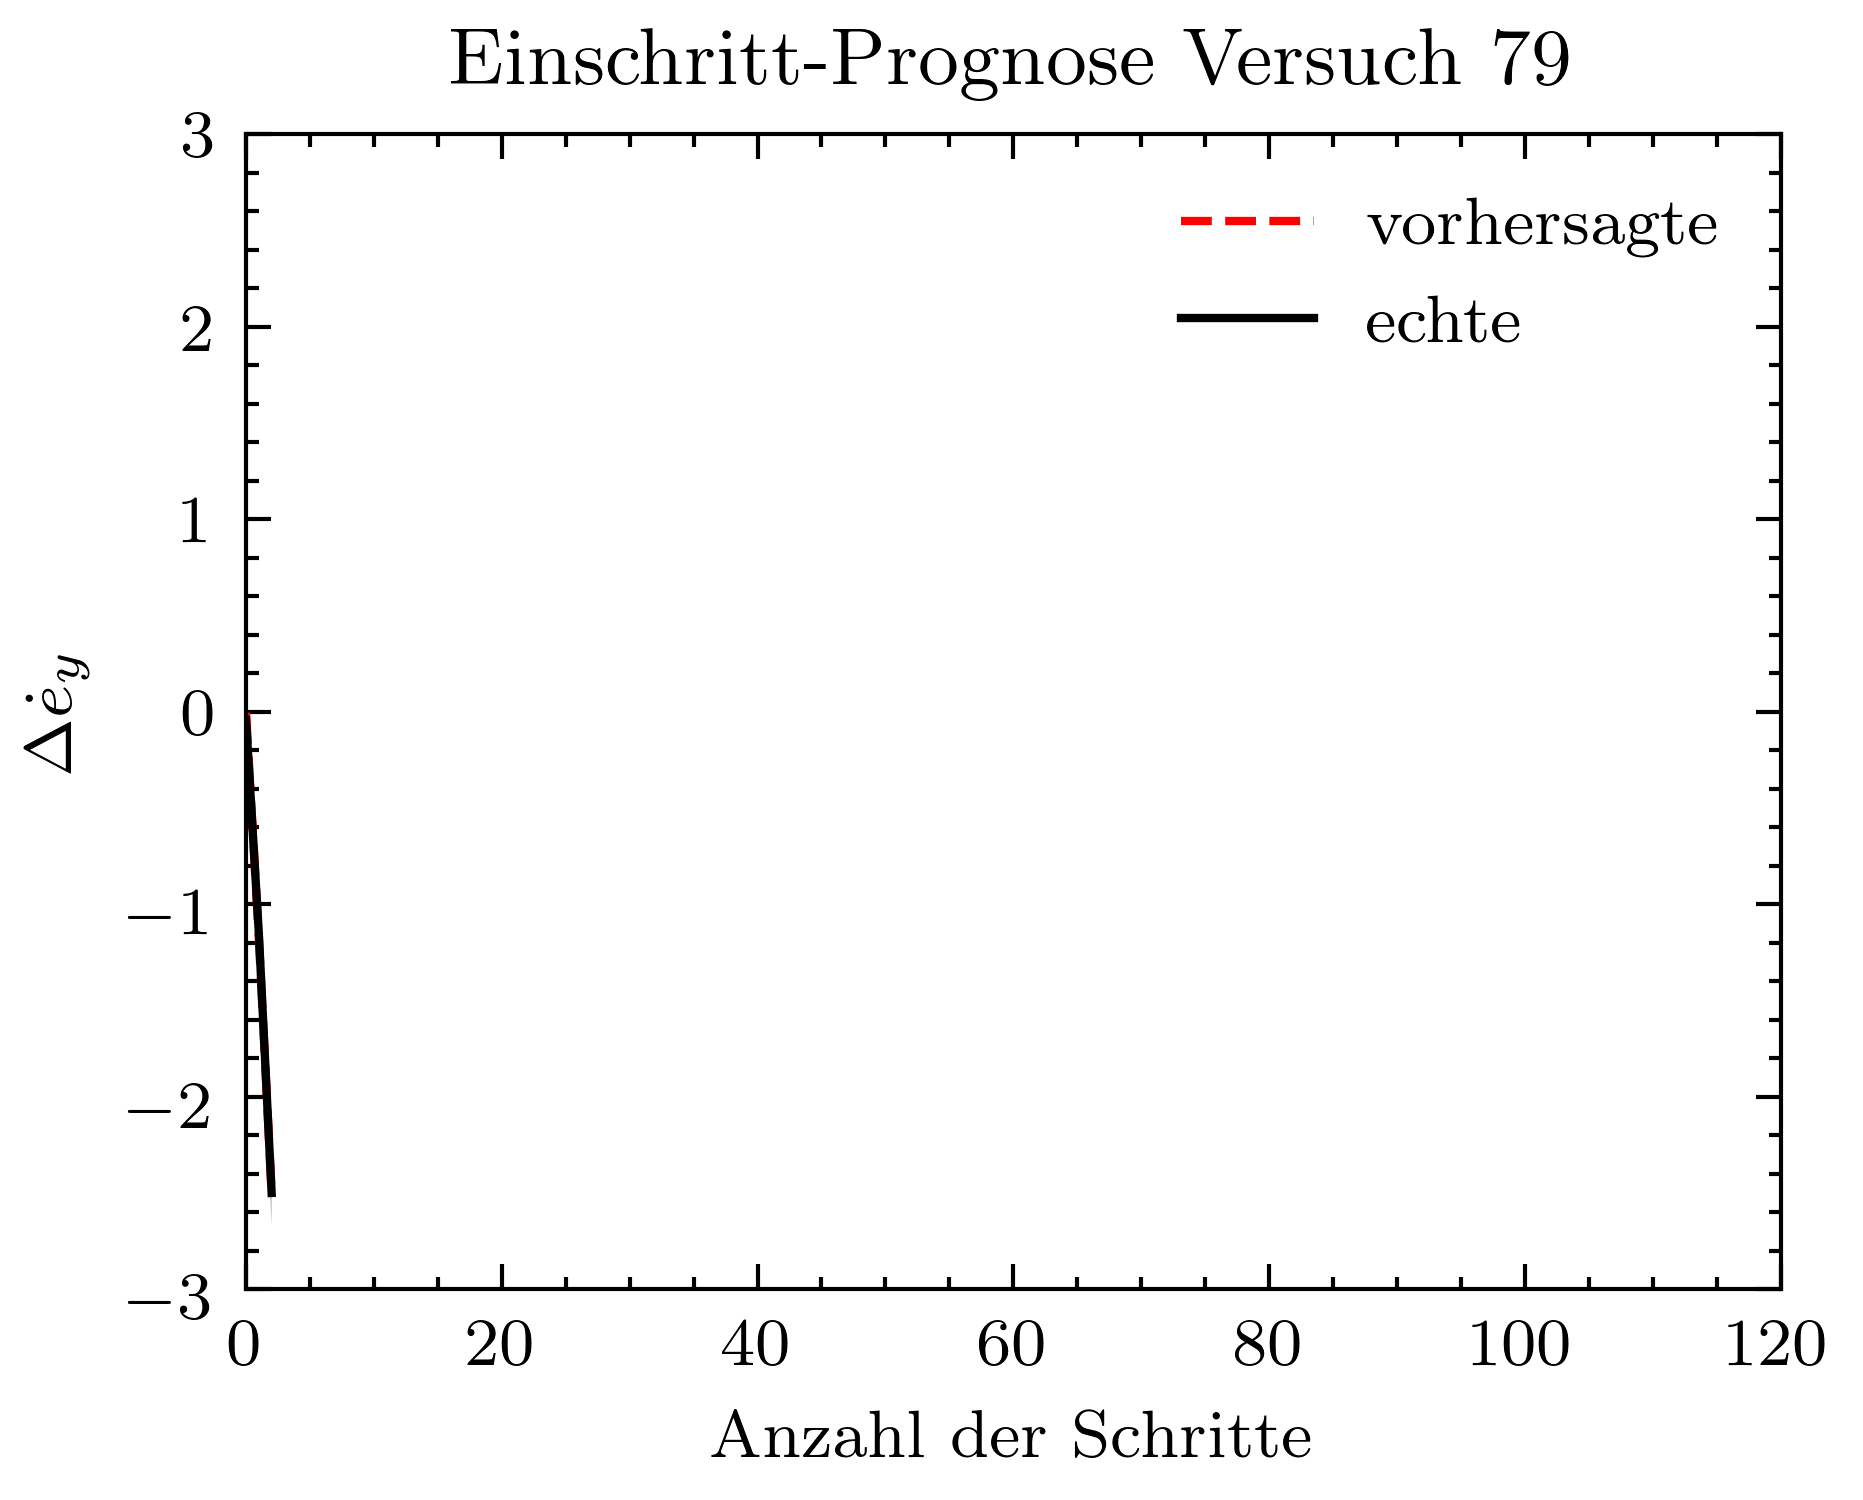 Einschritt-Prognose Versuch 79
3
2
1
0
−1
−2
−3
Δė_y
vorhersagte
echte
0 20 40 60 80 100 120
Anzahl der Schritte